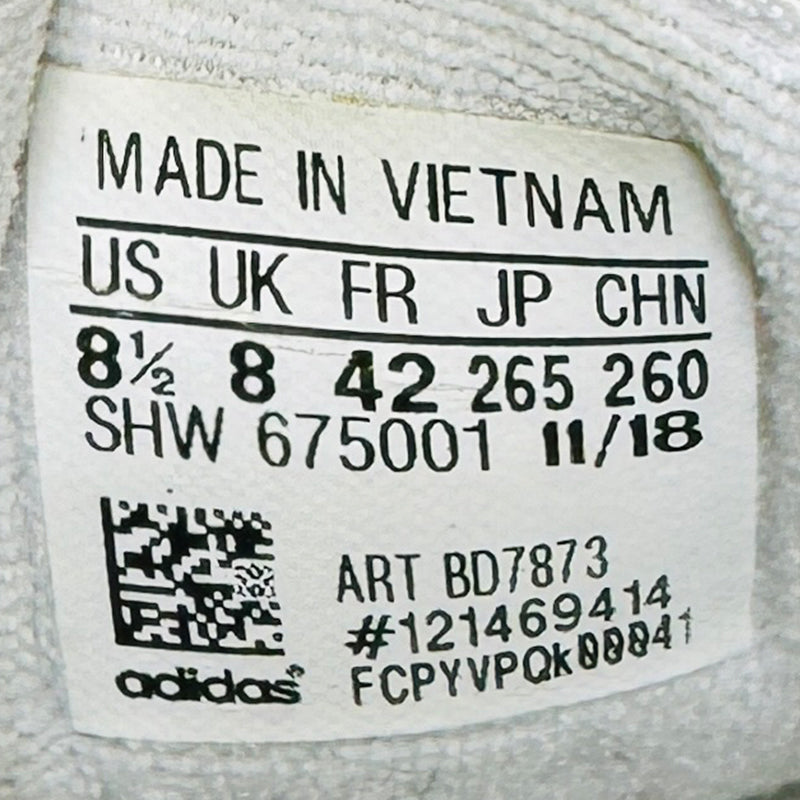 MADE IN VIETNAM
US UK FR JP CHN
8½ 8 42 265 260
SHW 675001 11/18
ART BD7873
#121469414
FCPYVPQk00041
adidas